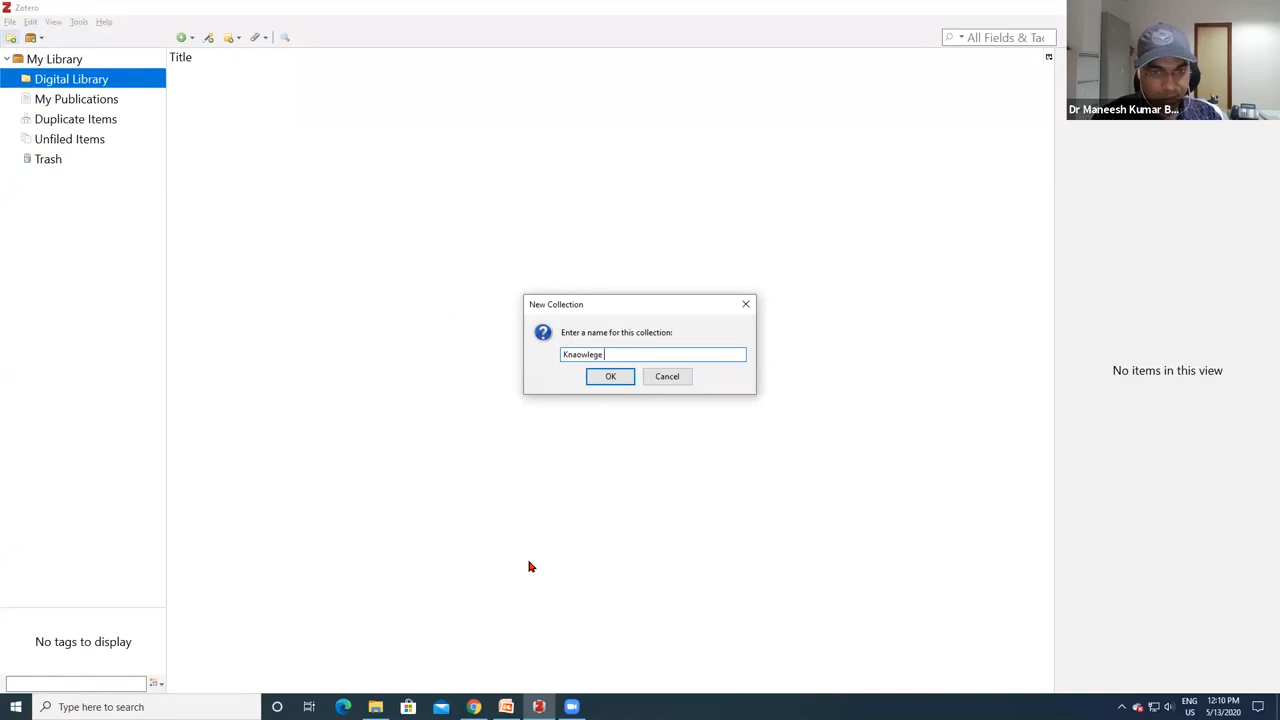 Zotero
File Edit View Tools Help
All Fields & Tag
My Library
Title
Digital Library
My Publications
Duplicate Items
Unfiled Items
Trash
Dr Maneesh Kumar B...
New Collection
Enter a name for this collection:
Knaowlege
OK Cancel
No items in this view
No tags to display
Type here to search
ENG
US
12:10 PM
5/13/2020